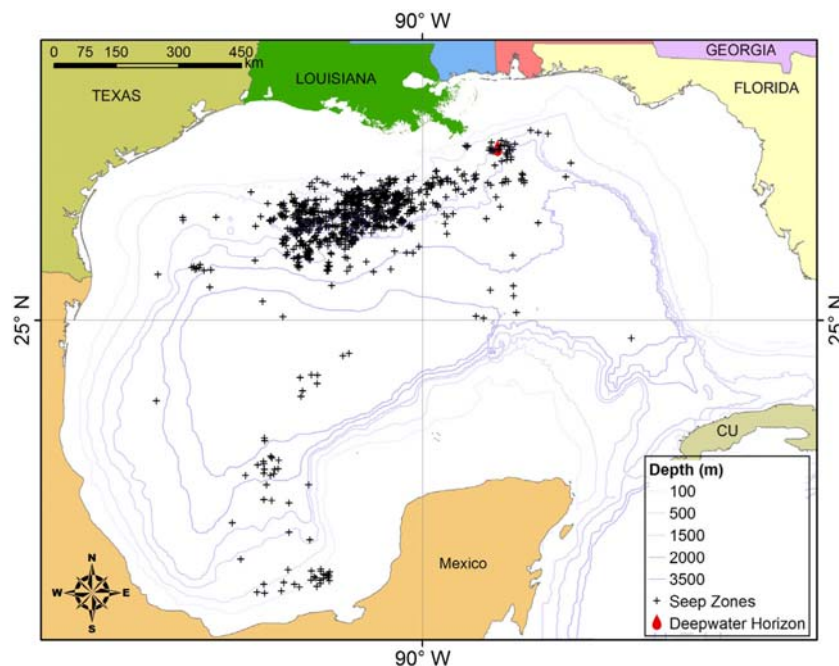 90° W
0 75 150 300 450
km
LOUISIANA
GEORGIA
TEXAS
FLORIDA
25° N
25° N
CU
Mexico
Depth (m)
100
500
1500
2000
3500
Seep Zones
Deepwater Horizon
N
W E
S
90° W